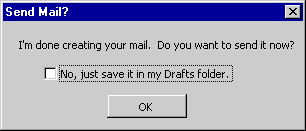 Send Mail?
I'm done creating your mail.  Do you want to send it now?
No, just save it in my Drafts folder.
OK